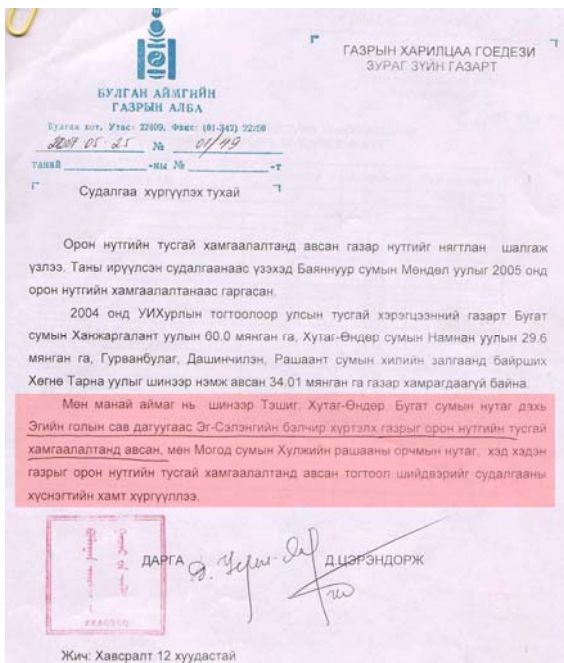 ГАЗРЫН ХАРИЛЦАА ГОЕДЕЗИ
ЗУРАГ ЗҮЙН ГАЗАРТ
БУЛГАН АЙМГИЙН
ГАЗРЫН АЛБА
Булган хот, Утас: 22409, Факс: (01-342)
2007 05 25 № 01/49
танай -ны № -т
Судалгаа хүргүүлэх тухай
Орон нутгийн тусгай хамгаалалтанд авсан газар нутгийг нягтлан шалгаж
үзлээ. Таны ирүүлсэн судалгаанаас үзэхэд Баяннуур сумын Мөндөл уулыг 2005 онд
орон нутгийн хамгаалалтанаас гаргасан.
2004 онд УИХурлын тогтоолоор улсын тусгай хэрэгцээнний газарт Бугат
сумын Ханжаргалант уулын 60.0 мянган га, Хутаг-Өндөр сумын Намнан уулын 29.6
мянган га, Гурванбулаг, Дашинчилэн, Рашаант сумын хилийн залгаанд байрших
Хөгнө Тарна уулыг шинээр нэмж авсан 34.01 мянган га газар хамрагдаагүй байна.
Мөн манай аймаг нь шинээр Тэшиг, Хутаг-Өндөр, Бугат сумын нутаг дэхь
Эгийн голын сав дагуугаас Эг-Сэлэнгийн бэлчир хүртэлх газрыг орон нутгийн тусгай
хамгаалалтанд авсан, мөн Могод сумын Хулжийн рашааны орчмын нутаг, хэд хэдэн
газрыг орон нутгийн тусгай хамгаалалтанд авсан тогтоол шийдвэрийг судалгааны
хүснэгтийн хамт хүргүүллээ.
ДАРГА Д.ЦЭРЭНДОРЖ
Жич: Хавсралт 12 хуудастай